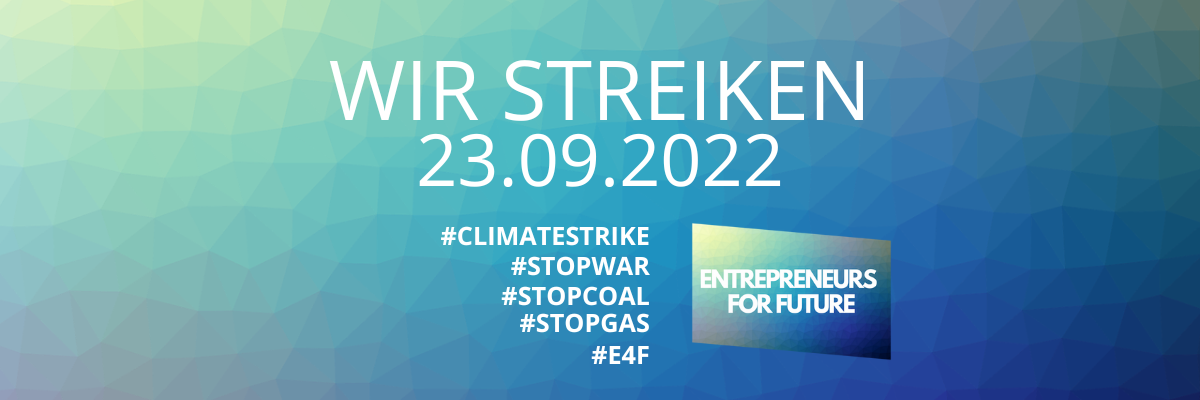 WIR STREIKEN
23.09.2022
#CLIMATESTRIKE
#STOPWAR
#STOPCOAL
#STOPGAS
#E4F
ENTREPRENEURS
FOR FUTURE